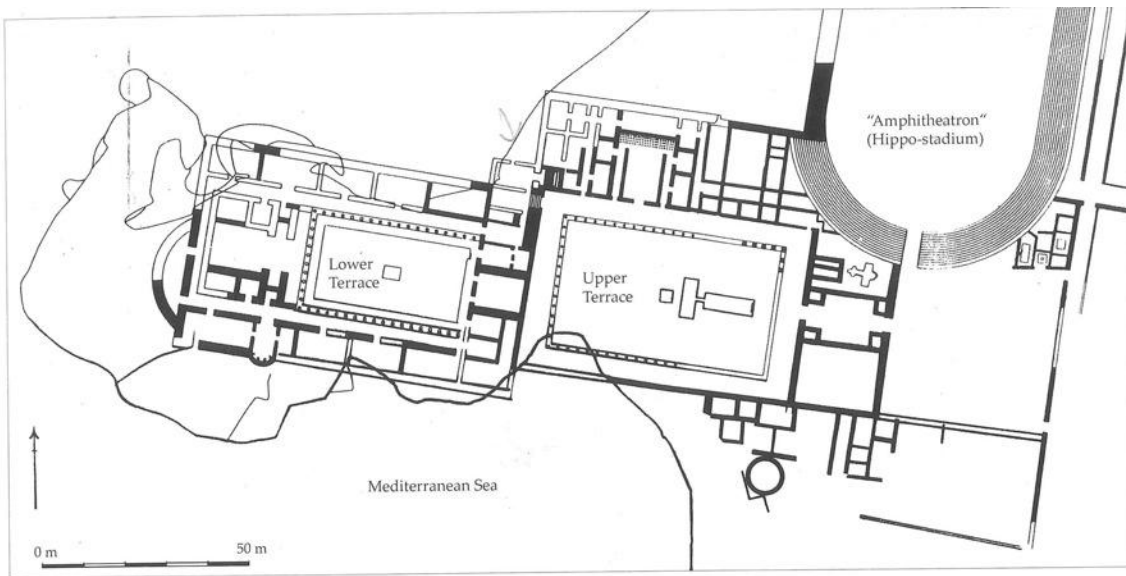 "Amphitheatron"
(Hippo-stadium)
Lower
Terrace
Upper
Terrace
Mediterranean Sea
0 m 50 m